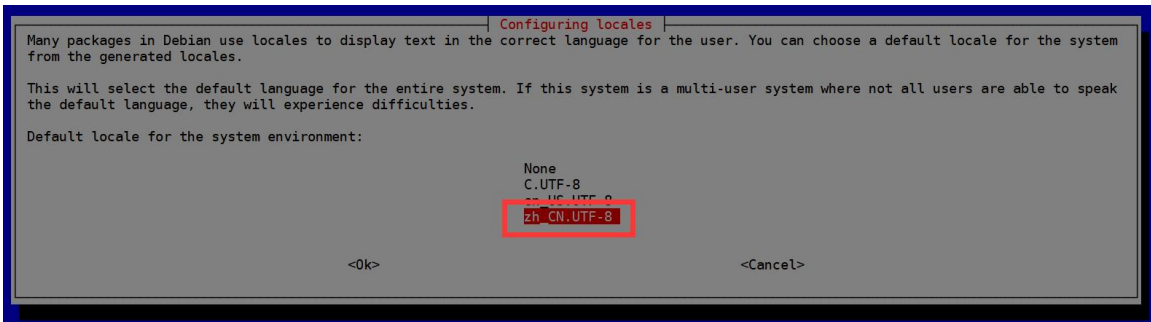 Configuring locales
Many packages in Debian use locales to display text in the correct language for the user. You can choose a default locale for the system
from the generated locales.
This will select the default language for the entire system. If this system is a multi-user system where not all users are able to speak
the default language, they will experience difficulties.
Default locale for the system environment:
None
C.UTF-8
en_US.UTF-8
zh_CN.UTF-8
<Ok> <Cancel>